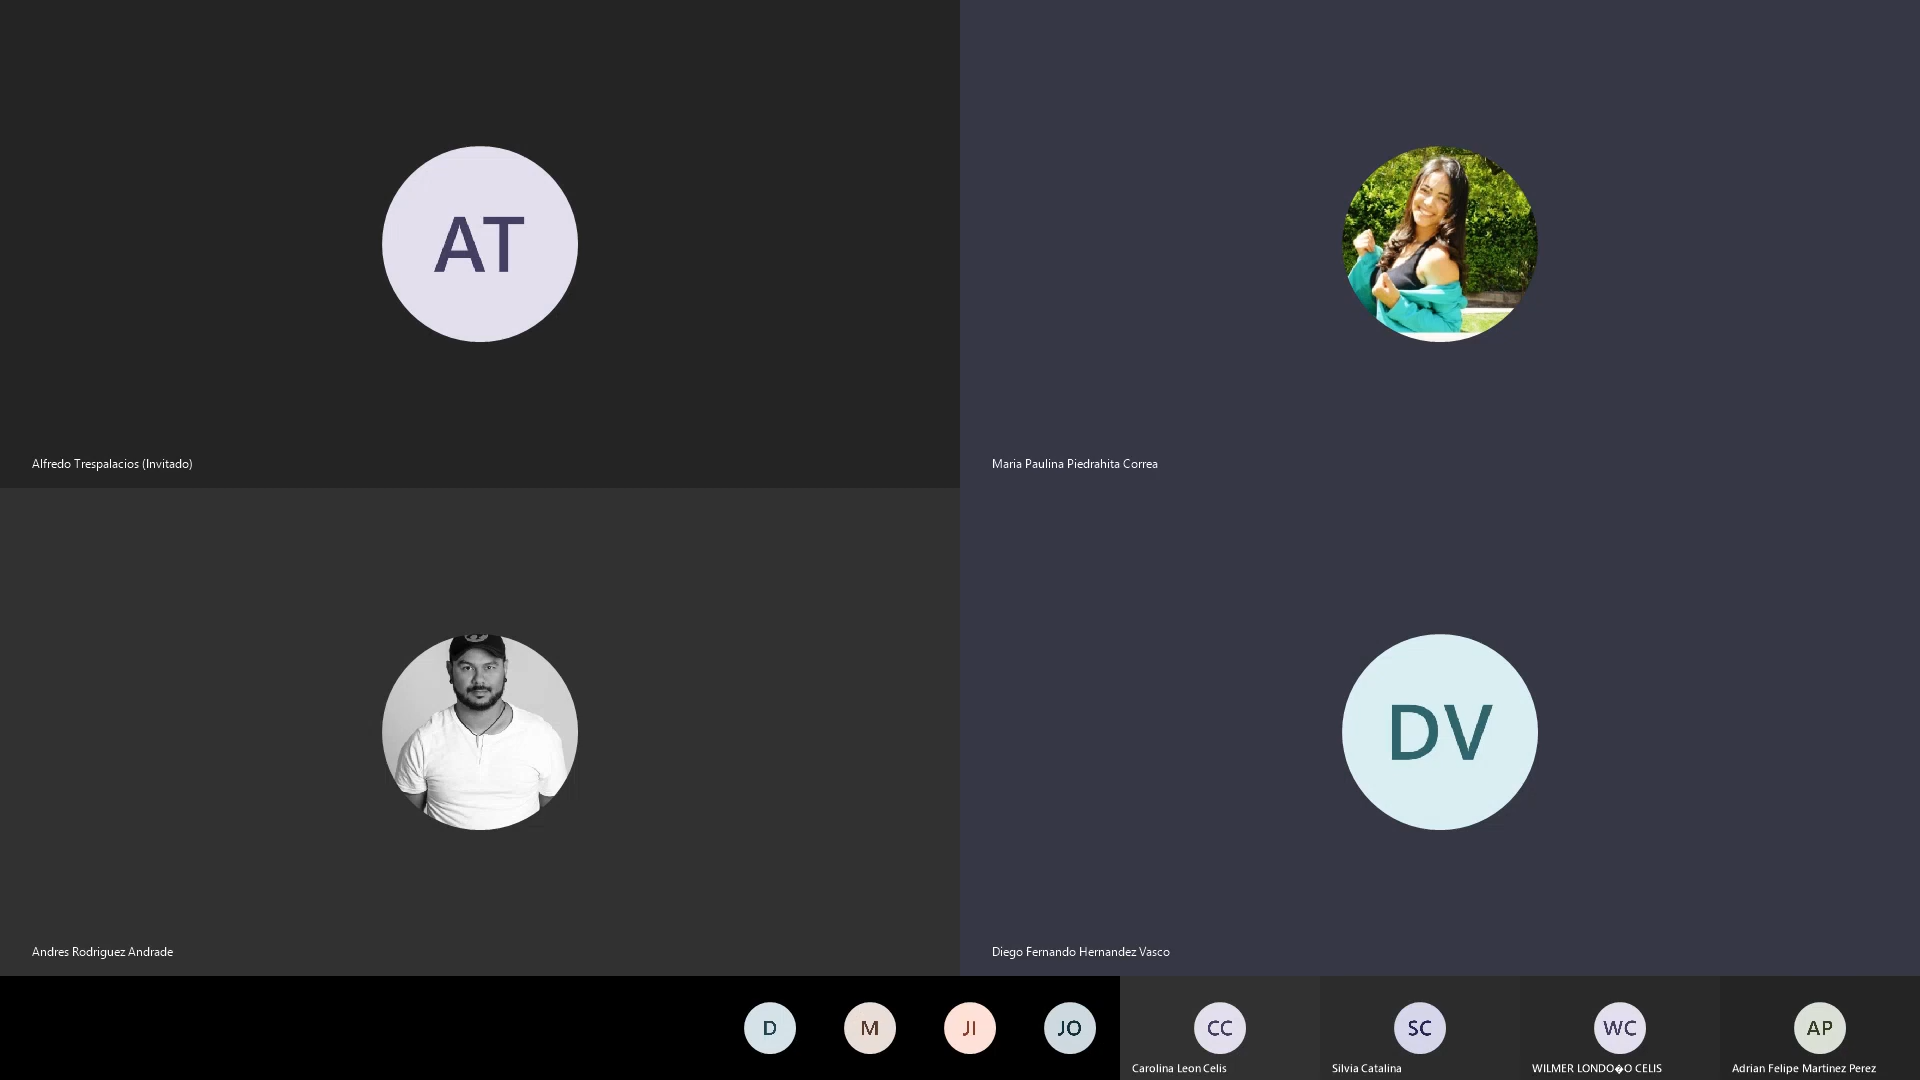 AT
Alfredo Trespalacios (Invitado)
Maria Paulina Piedrahita Correa
Andres Rodriguez Andrade
DV
Diego Fernando Hernandez Vasco
D
M
JI
JO
CC
Carolina Leon Celis
SC
Silvia Catalina
WC
WILMER LONDO�O CELIS
AP
Adrian Felipe Martinez Perez